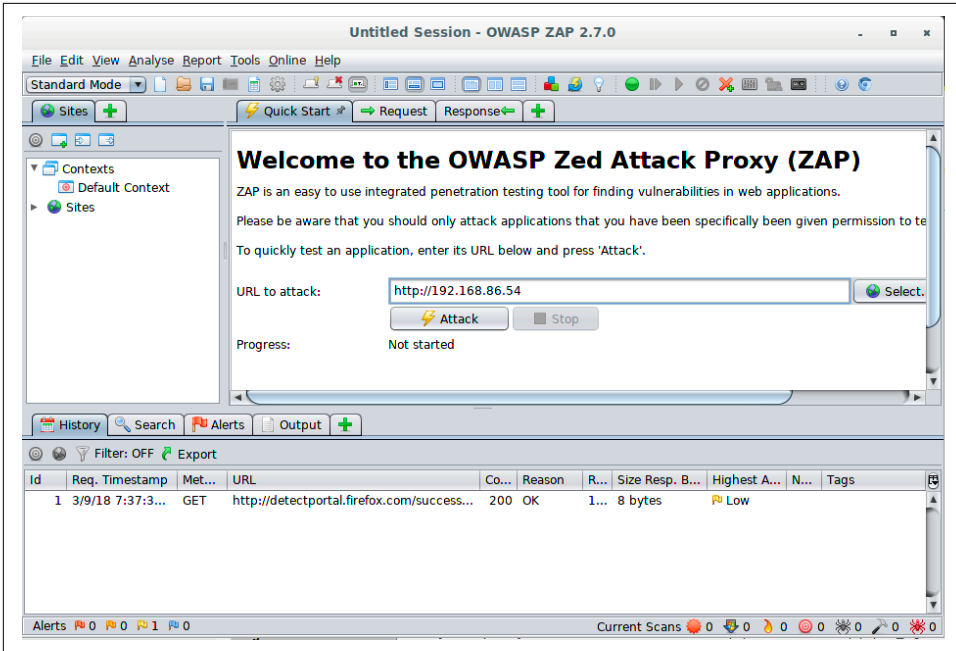 Untitled Session - OWASP ZAP 2.7.0
File Edit View Analyse Report Tools Online Help
Standard Mode
Sites
Quick Start Request Response
Contexts
Default Context
Sites
Welcome to the OWASP Zed Attack Proxy (ZAP)
ZAP is an easy to use integrated penetration testing tool for finding vulnerabilities in web applications.
Please be aware that you should only attack applications that you have been specifically been given permission to te
To quickly test an application, enter its URL below and press 'Attack'.
URL to attack: http://192.168.86.54 Select.
Attack Stop
Progress: Not started
History Search Alerts Output
Filter: OFF Export
Id Req. Timestamp Met... URL Co... Reason R... Size Resp. B... Highest A... N... Tags
1 3/9/18 7:37:3... GET http://detectportal.firefox.com/success... 200 OK 1... 8 bytes Low
Alerts 0 0 1 0 Current Scans 0 0 0 0 0 0 0